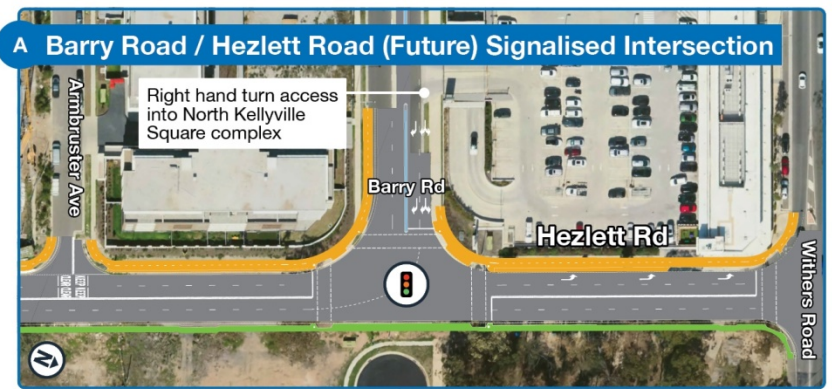 A Barry Road / Hezlett Road (Future) Signalised Intersection
Right hand turn access
into North Kellyville
Square complex
Armbruster Ave
Barry Rd
Hezlett Rd
Withers Road
N